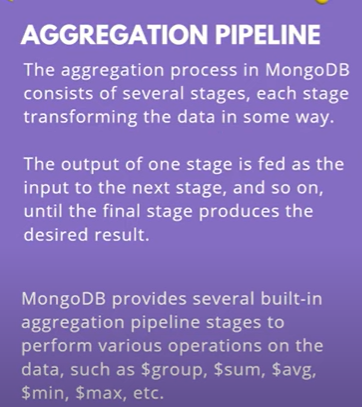 AGGREGATION PIPELINE
The aggregation process in MongoDB
consists of several stages, each stage
transforming the data in some way.
The output of one stage is fed as the
input to the next stage, and so on,
until the final stage produces the
desired result.
MongoDB provides several built-in
aggregation pipeline stages to
perform various operations on the
data, such as $group, $sum, $avg,
$min, $max, etc.